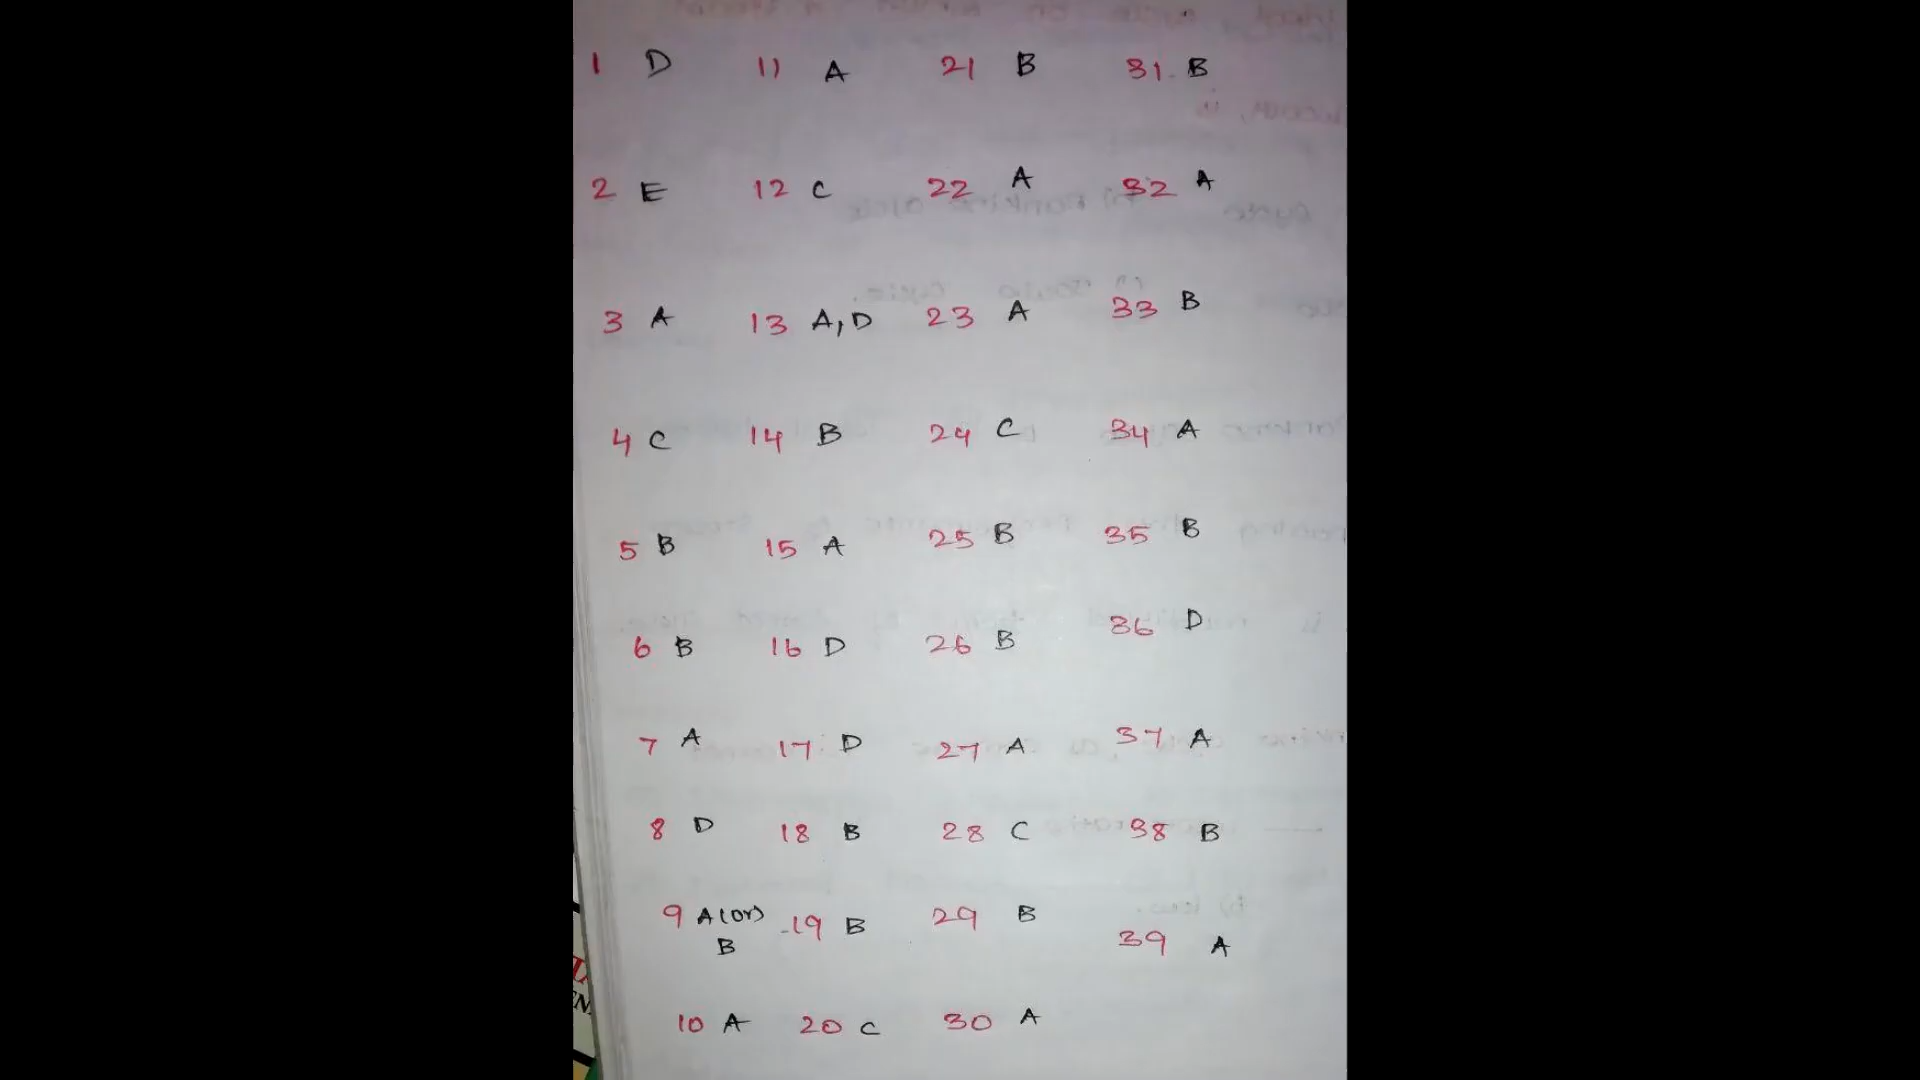 1 D 11 A 21 B 31 B
2 E 12 C 22 A 32 A
3 A 13 A, D 23 A 33 B
4 C 14 B 24 C 34 A
5 B 15 A 25 B 35 B
6 B 16 D 26 B 36 D
7 A 17 D 27 A 37 A
8 D 18 B 28 C 38 B
9 A (or) 19 B 29 B 39 A
B
10 A 20 C 30 A